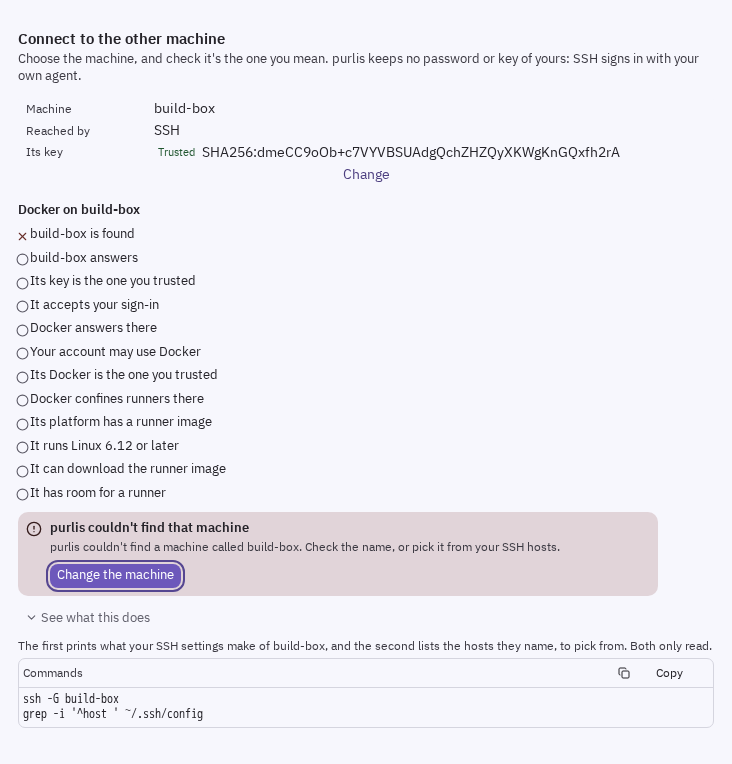 Connect to the other machine
Choose the machine, and check it's the one you mean. purlis keeps no password or key of yours: SSH signs in with your
own agent.
Machine build-box
Reached by SSH
Its key Trusted SHA256:dmeCC9oOb+c7VYVBSUAdgQchZHZQyXKWgKnGQxfh2rA
Change
Docker on build-box
build-box is found
build-box answers
Its key is the one you trusted
It accepts your sign-in
Docker answers there
Your account may use Docker
Its Docker is the one you trusted
Docker confines runners there
Its platform has a runner image
It runs Linux 6.12 or later
It can download the runner image
It has room for a runner
purlis couldn't find that machine
purlis couldn't find a machine called build-box. Check the name, or pick it from your SSH hosts.
Change the machine
See what this does
The first prints what your SSH settings make of build-box, and the second lists the hosts they name, to pick from. Both only read.
Commands Copy
ssh -G build-box
grep -i '^host ' ~/.ssh/config